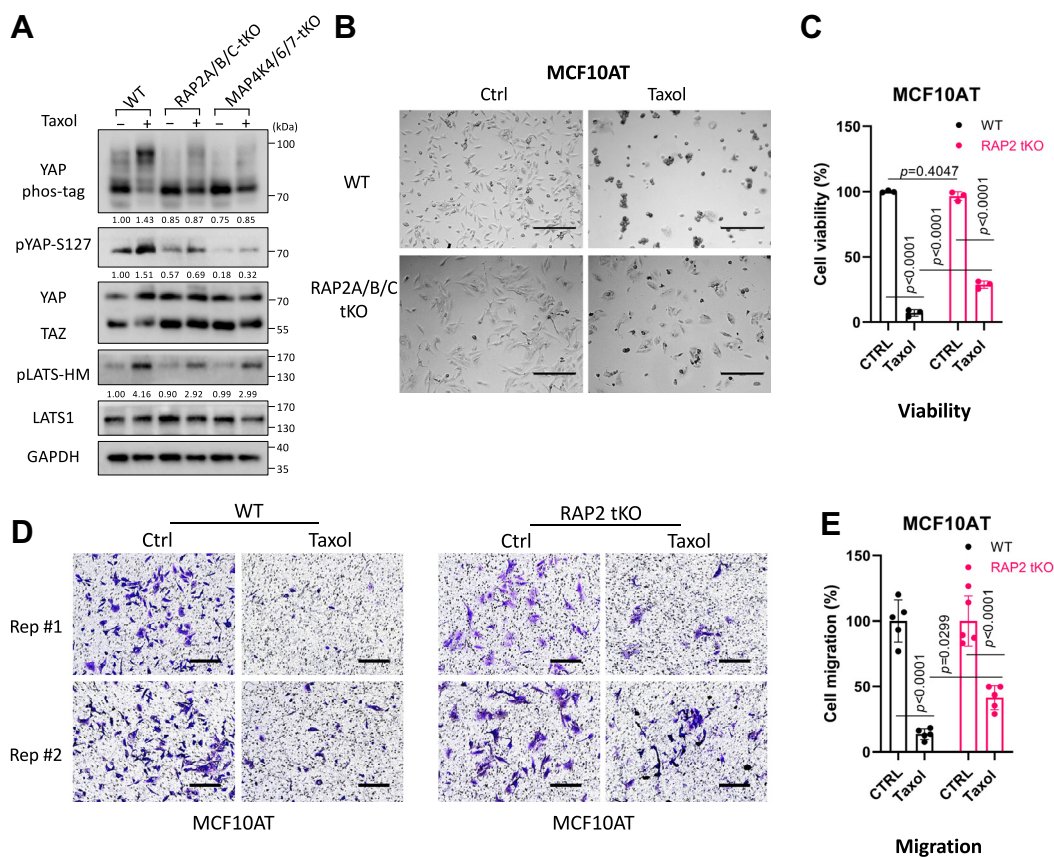 A
WT
RAP2A/B/C-tKO
MAP4K4/6/7-tKO
Taxol
− + − + − +
(kDa)
YAP
phos-tag
100
70
1.00 1.43 0.85 0.87 0.75 0.85
pYAP-S127
70
1.00 1.51 0.57 0.69 0.18 0.32
YAP
70
TAZ
55
pLATS-HM
170
130
1.00 4.16 0.90 2.92 0.99 2.99
LATS1
170
130
GAPDH
40
35
B
MCF10AT
Ctrl
Taxol
WT
RAP2A/B/C
tKO
C
MCF10AT
WT
RAP2 tKO
Cell viability (%)
150
100
50
0
p=0.4047
p<0.0001
p<0.0001
p<0.0001
CTRL
Taxol
CTRL
Taxol
Viability
D
WT
RAP2 tKO
Ctrl
Taxol
Ctrl
Taxol
Rep #1
Rep #2
MCF10AT
MCF10AT
E
MCF10AT
WT
RAP2 tKO
Cell migration (%)
150
100
50
0
p<0.0001
p=0.0299
p<0.0001
CTRL
Taxol
CTRL
Taxol
Migration